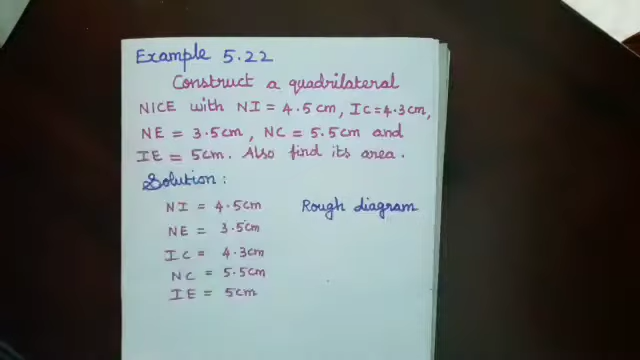 Example 5.22
Construct a quadrilateral
NICE with NI = 4.5cm, IC=4.3cm,
NE = 3.5cm, NC = 5.5cm and
IE = 5cm. Also find its area.
Solution:
NI = 4.5cm Rough diagram
NE = 3.5cm
IC = 4.3cm
NC = 5.5cm
IE = 5cm